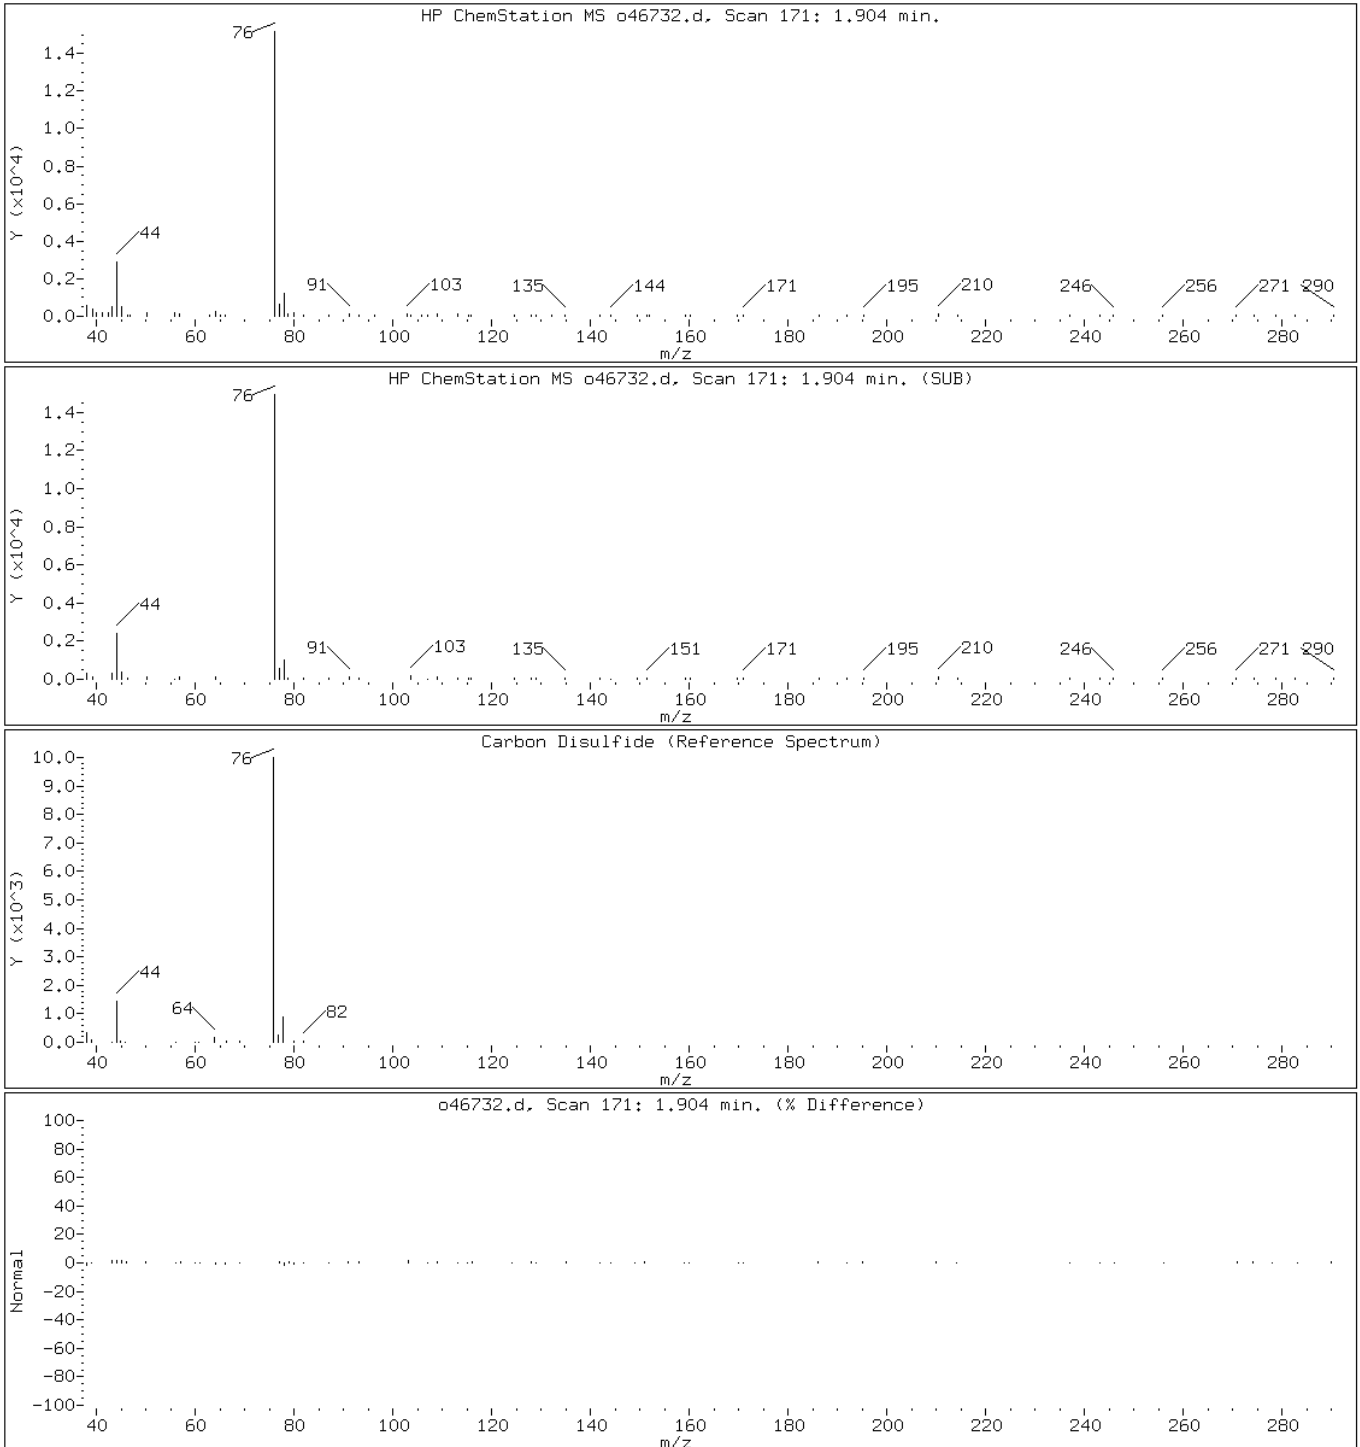 HP ChemStation MS o46732.d, Scan 171: 1.904 min.
Y (x10^4)
1.4
1.2
1.0
0.8
0.6
0.4
0.2
0.0
76
44
91 103 135 144 171 195 210 246 256 271 290
40 60 80 100 120 140 160 180 200 220 240 260 280
m/z
HP ChemStation MS o46732.d, Scan 171: 1.904 min. (SUB)
Y (x10^4)
1.4
1.2
1.0
0.8
0.6
0.4
0.2
0.0
76
44
91 103 135 151 171 195 210 246 256 271 290
40 60 80 100 120 140 160 180 200 220 240 260 280
m/z
Carbon Disulfide (Reference Spectrum)
Y (x10^3)
10.0
9.0
8.0
7.0
6.0
5.0
4.0
3.0
2.0
1.0
0.0
76
44
64 82
40 60 80 100 120 140 160 180 200 220 240 260 280
m/z
o46732.d, Scan 171: 1.904 min. (% Difference)
Normal
100
80
60
40
20
0
-20
-40
-60
-80
-100
40 60 80 100 120 140 160 180 200 220 240 260 280
m/z